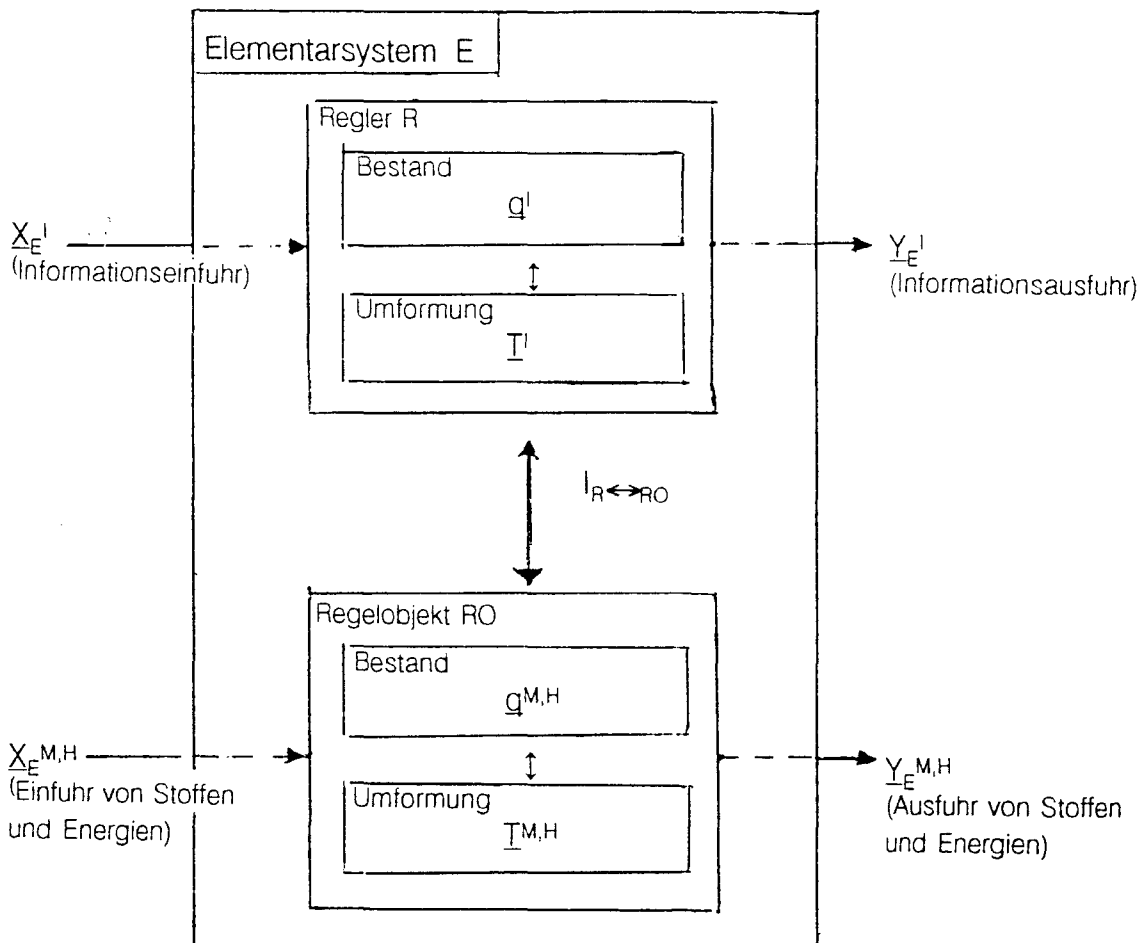 Elementarsystem E
Regler R
Bestand
q^I
X_E^I
(Informationseinfuhr)
Y_E^I
(Informationsausfuhr)
↕
Umformung
T^I
I_R↔RO
Regelobjekt RO
Bestand
q^M,H
↕
X_E^M,H
(Einfuhr von Stoffen
und Energien)
Umformung
T^M,H
Y_E^M,H
(Ausfuhr von Stoffen
und Energien)